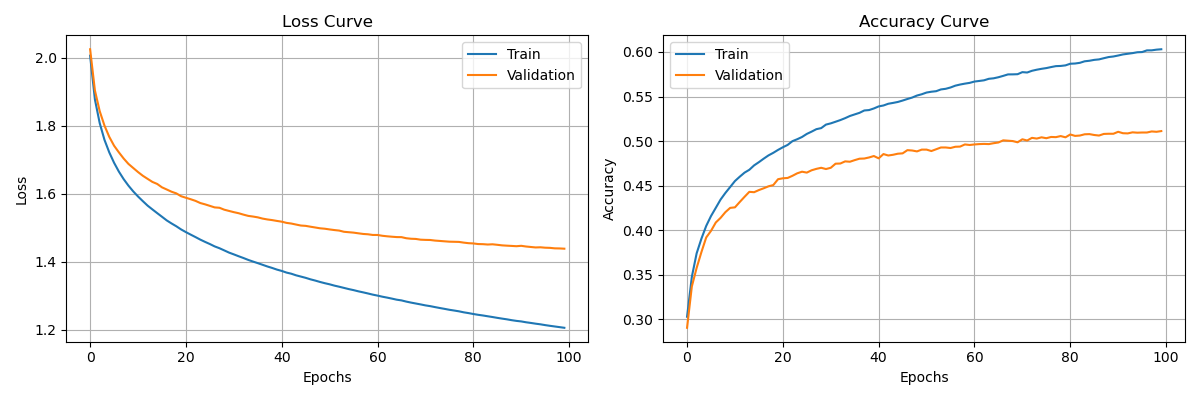 Loss Curve
Train
Validation
2.0
1.8
1.6
1.4
1.2
Loss
0 20 40 60 80 100
Epochs
Accuracy Curve
Train
Validation
0.60
0.55
0.50
0.45
0.40
0.35
0.30
Accuracy
0 20 40 60 80 100
Epochs